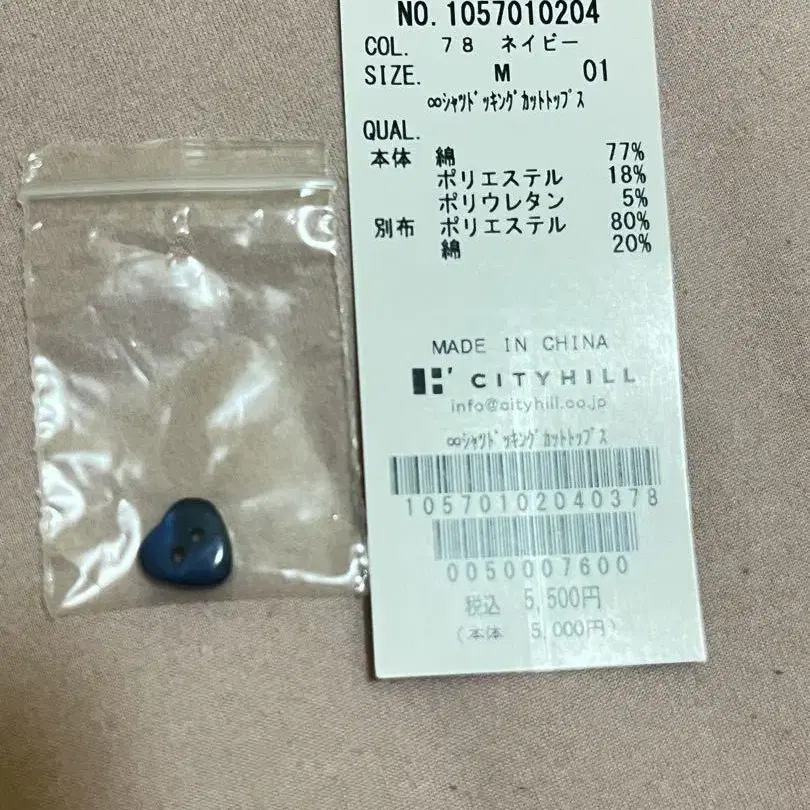 NO.1057010204
COL. 78 ネイビー
SIZE. M 01
∞シャツドッキングカットトップス
QUAL.
本体 綿 77%
ポリエステル 18%
ポリウレタン 5%
別布 ポリエステル 80%
綿 20%
MADE IN CHINA
CITYHILL
info@cityhill.co.jp
∞シャツドッキングカットトップス
10570102040378
0050007600
税込 5,500円
(本体 5,000円)